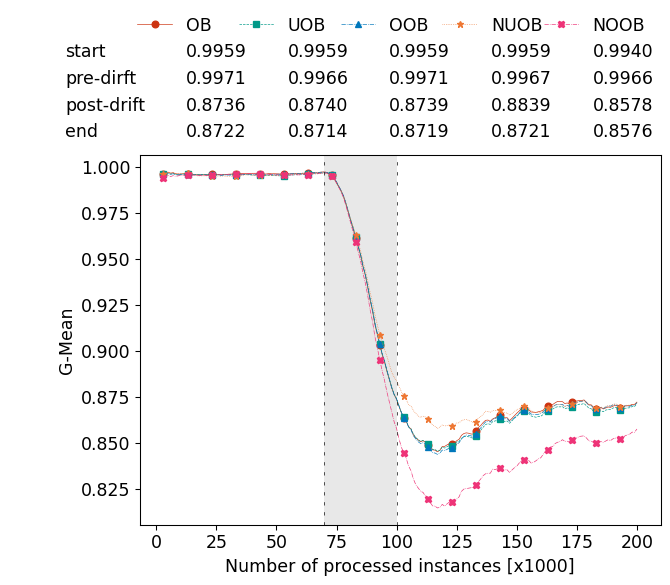 OB UOB OOB NUOB NOOB
start 0.9959 0.9959 0.9959 0.9959 0.9940
pre-dirft 0.9971 0.9966 0.9971 0.9967 0.9966
post-drift 0.8736 0.8740 0.8739 0.8839 0.8578
end 0.8722 0.8714 0.8719 0.8721 0.8576
1.000
0.975
0.950
0.925
0.900
0.875
0.850
0.825
G-Mean
0 25 50 75 100 125 150 175 200
Number of processed instances [x1000]